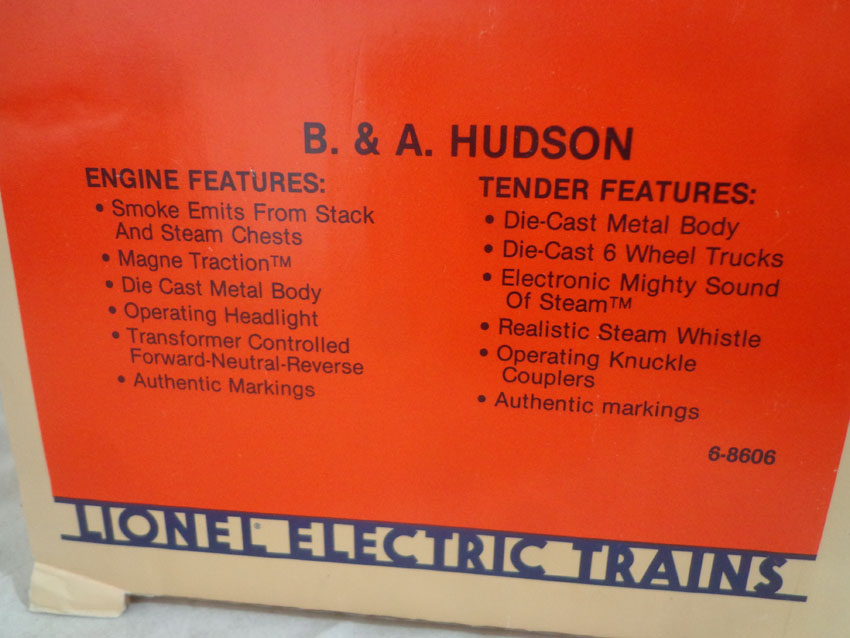 B. & A. HUDSON
ENGINE FEATURES:
• Smoke Emits From Stack
And Steam Chests
• Magne Traction™
• Die Cast Metal Body
• Operating Headlight
• Transformer Controlled
Forward-Neutral-Reverse
• Authentic Markings
TENDER FEATURES:
• Die-Cast Metal Body
• Die-Cast 6 Wheel Trucks
• Electronic Mighty Sound
Of Steam™
• Realistic Steam Whistle
• Operating Knuckle
Couplers
• Authentic markings
6-8606
LIONEL® ELECTRIC TRAINS